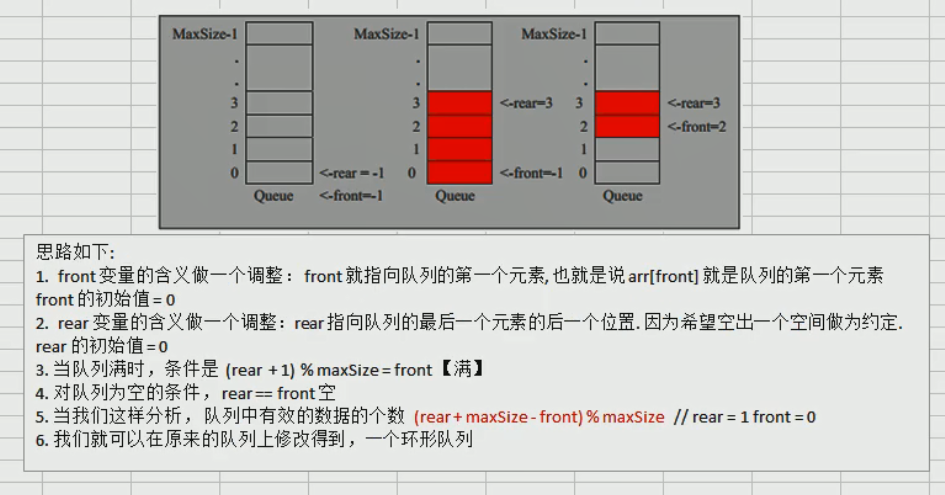 MaxSize-1 MaxSize-1 MaxSize-1
. . .
. . .
3 3 <-rear=3 3 <-rear=3
2 2 2 <-front=2
1 1 1
0 <-rear = -1 0 <-front=-1 0
Queue <-front=-1 Queue Queue
思路如下:
1. front 变量的含义做一个调整： front 就指向队列的第一个元素, 也就是说 arr[front] 就是队列的第一个元素
front 的初始值 = 0
2. rear 变量的含义做一个调整：rear 指向队列的最后一个元素的后一个位置. 因为希望空出一个空间做为约定.
rear 的初始值 = 0
3. 当队列满时，条件是 (rear + 1) % maxSize = front 【满】
4. 对队列为空的条件， rear == front 空
5. 当我们这样分析， 队列中有效的数据的个数 (rear + maxSize - front) % maxSize // rear = 1 front = 0
6. 我们就可以在原来的队列上修改得到，一个环形队列